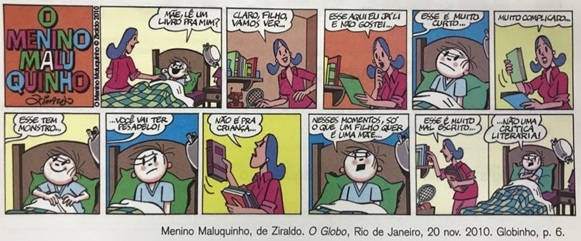 O
MENINO
MALU
QUINHO
ZIRALDO
O Menino Maluquinho © Ziraldo 2010
MÃE, LÊ UM
LIVRO PRA MIM?
CLARO, FILHO,
VAMOS VER...
ESSE AQUI EU JÁ LI
E NÃO GOSTEI...
ESSE É MUITO
CURTO...
MUITO COMPLICADO...
ESSE TEM
MONSTRO...
...VOCÊ VAI TER
PESADELO!
NÃO É PRA
CRIANÇA...
NESSES MOMENTOS, SÓ
O QUE UM FILHO QUER
É UMA MÃE...
ESSE É MUITO
MAL ESCRITO...
...NÃO UMA
CRÍTICA
LITERÁRIA!
Menino Maluquinho, de Ziraldo. O Globo, Rio de Janeiro, 20 nov. 2010. Globinho, p. 6.